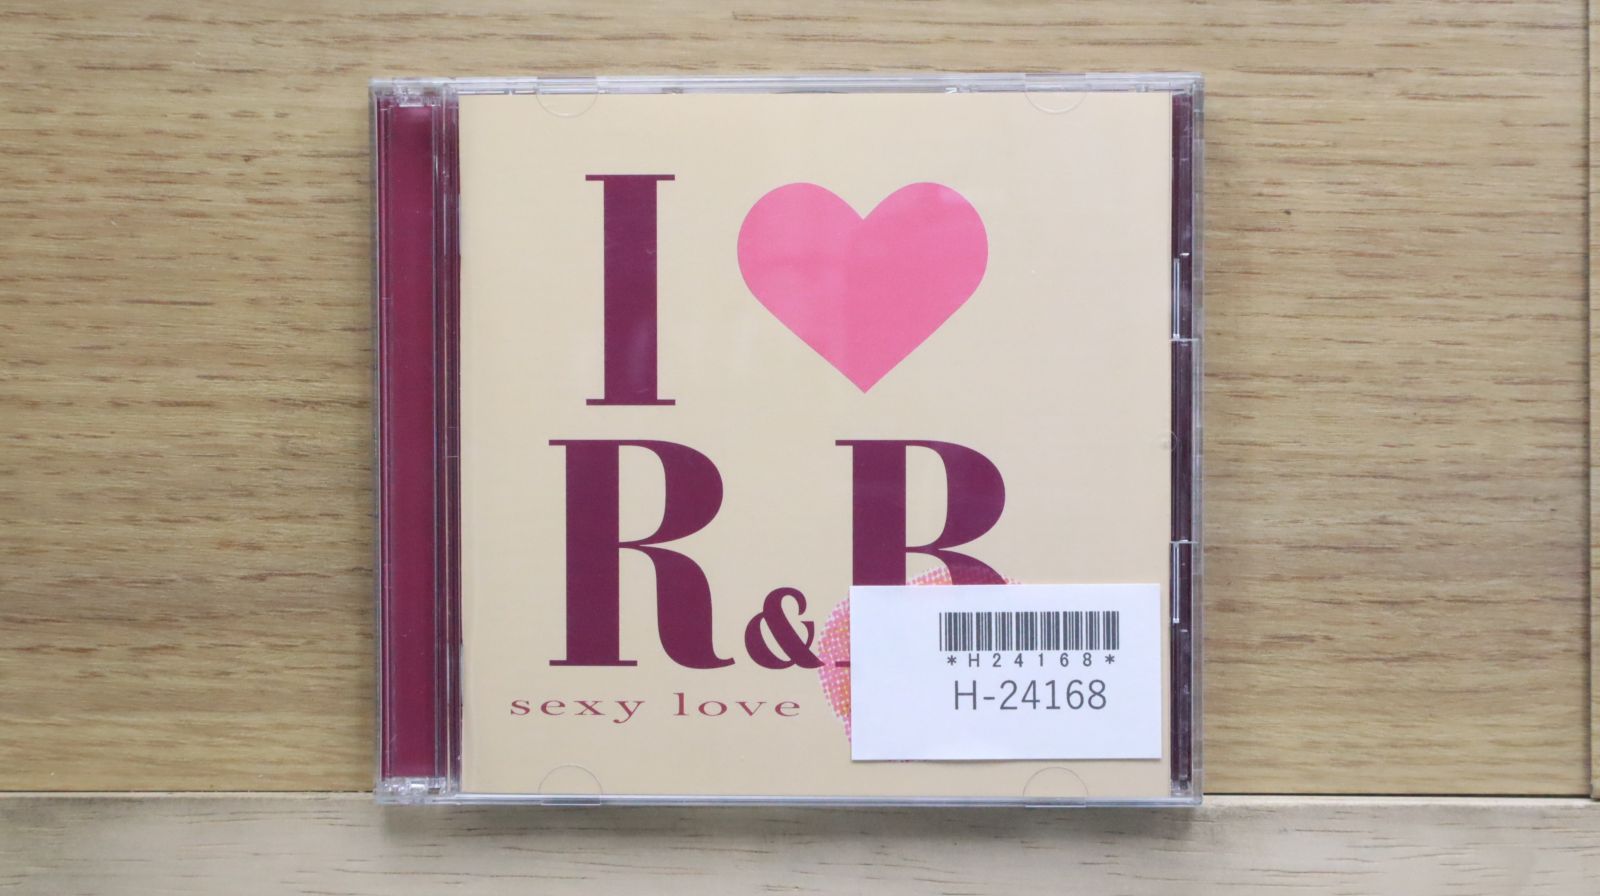 I ♥
R&B
sexy love
*H24168*
H-24168